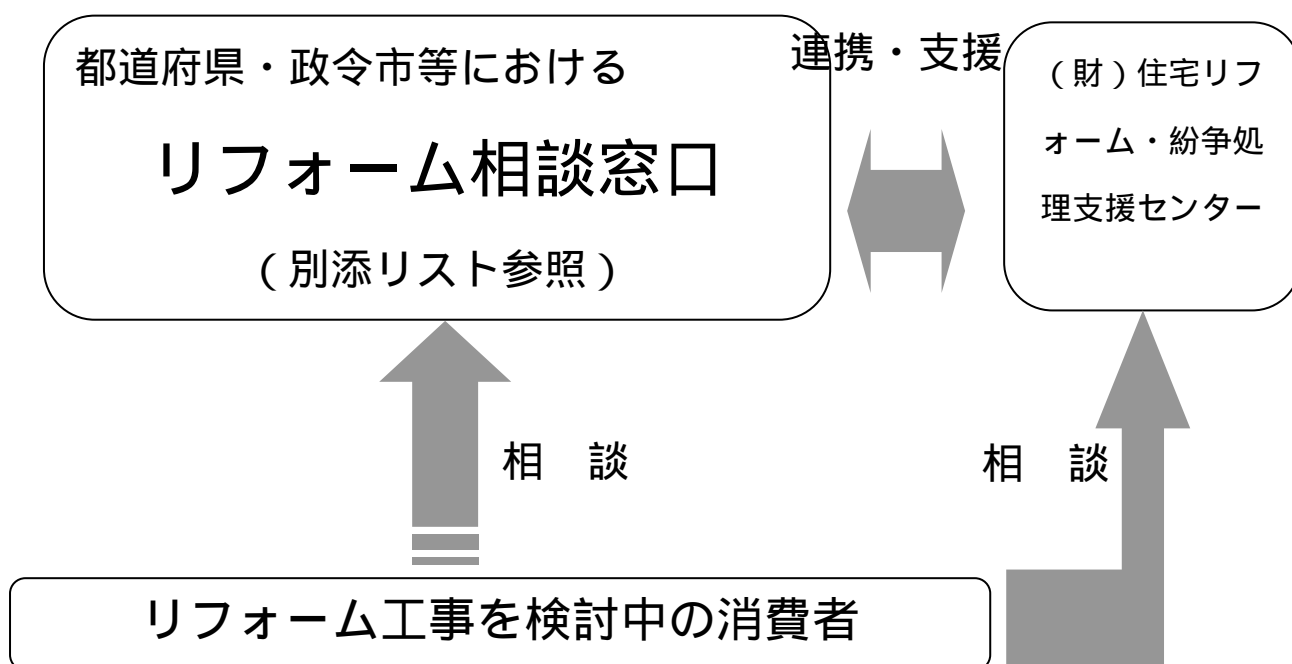 都道府県・政令市等における
リフォーム相談窓口
（別添リスト参照）
連携・支援
（財）住宅リフ
ォーム・紛争処
理支援センター
相　談
相　談
リフォーム工事を検討中の消費者